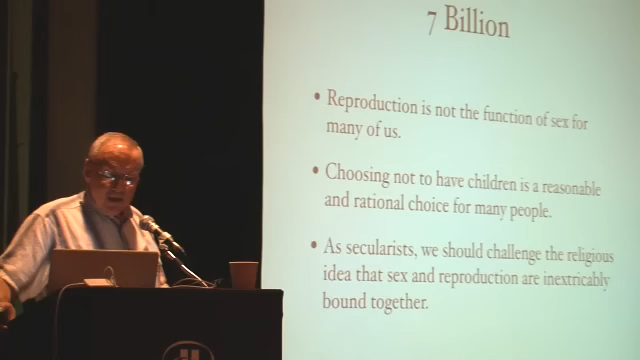 7 Billion
• Reproduction is not the function of sex for
many of us.
• Choosing not to have children is a reasonable
and rational choice for many people.
• As secularists, we should challenge the religious
idea that sex and reproduction are inextricably
bound together.